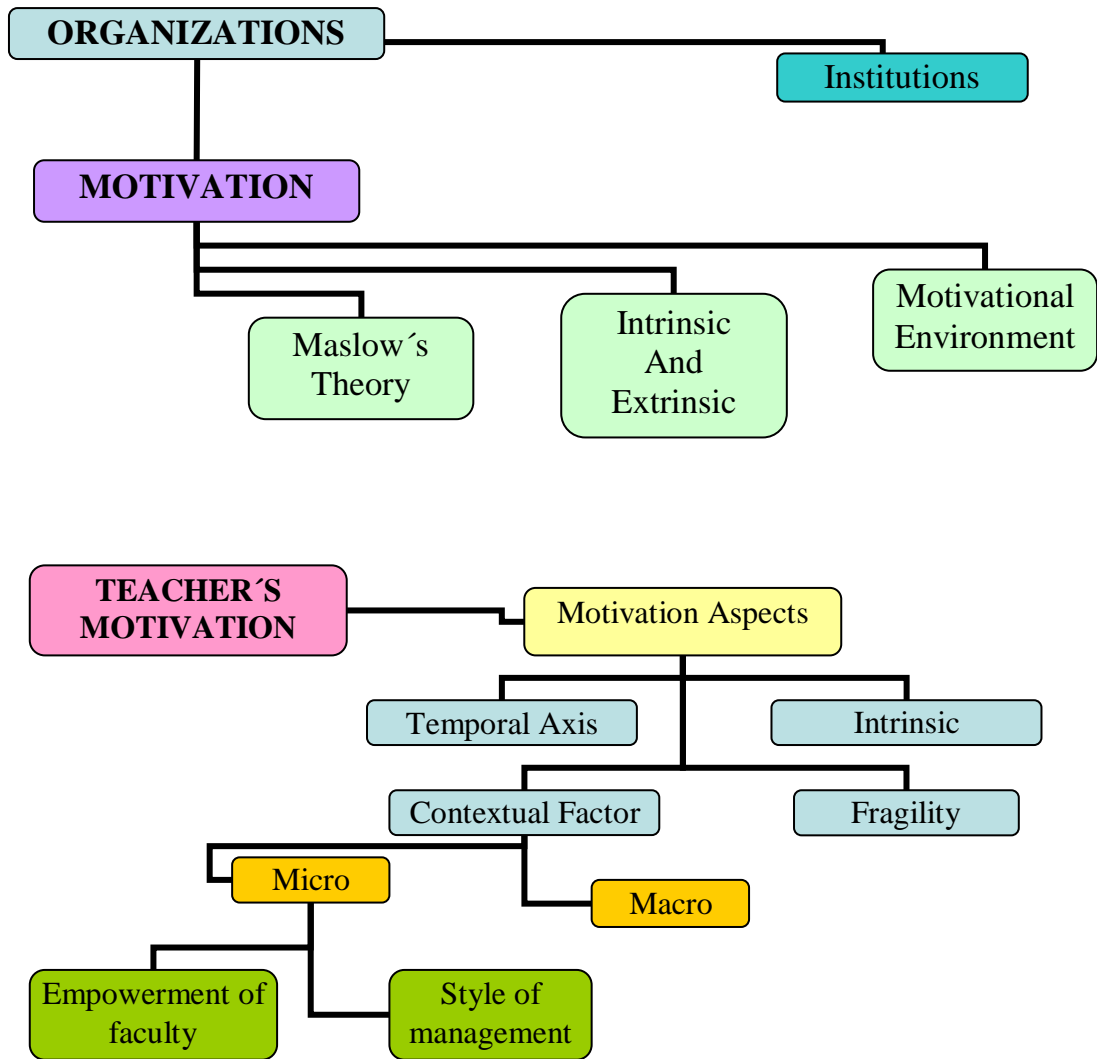 ORGANIZATIONS
Institutions
MOTIVATION
Maslow´s
Theory
Intrinsic
And
Extrinsic
Motivational
Environment
TEACHER´S
MOTIVATION
Motivation Aspects
Temporal Axis
Intrinsic
Contextual Factor
Fragility
Micro
Macro
Empowerment of
faculty
Style of
management